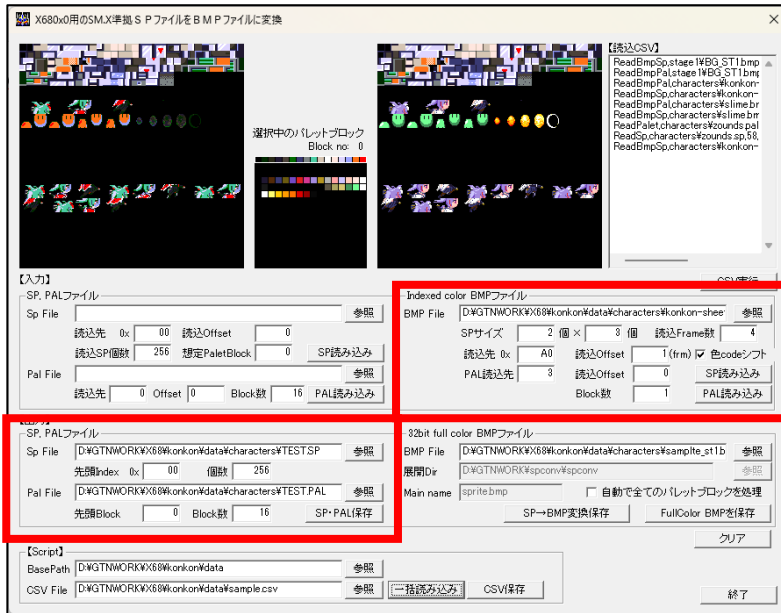 X680x0用のSM.X準拠SPファイルをBMPファイルに変換
【読込CSV】
ReadBmpSp,stage1¥BG_ST1.bmp
ReadBmpPal,stage1¥BG_ST1.bmp
ReadBmpPal,characters¥konkon-
ReadBmpSp,characters¥konkon-
ReadBmpPal,characters¥slime.br
ReadBmpSp,characters¥slime.brr
ReadPalet,characters¥zounds.pal
ReadSp,characters¥zounds.sp,58,
ReadBmpSp,characters¥konkon-
選択中のパレットブロック
Block no: 0
【入力】
SP, PALファイル
Sp File 参照
読込先 0x 00 読込Offset 0
読込SP個数 256 想定PaletBlock 0 SP読み込み
Pal File 参照
読込先 0 Offset 0 Block数 16 PAL読み込み
Indexed color BMPファイル
BMP File D:¥GTNWORK¥X68¥konkon¥data¥characters¥konkon-shee 参照
SPサイズ 2 個 × 3 個 読込Frame数 4
読込先 0x A0 読込Offset 1 (frm) 色codeシフト
PAL読込先 3 読込Offset 0 SP読み込み
Block数 1 PAL読み込み
SP, PALファイル
Sp File D:¥GTNWORK¥X68¥konkon¥data¥characters¥TEST.SP 参照
先頭Index 0x 00 個数 256
Pal File D:¥GTNWORK¥X68¥konkon¥data¥characters¥TEST.PAL 参照
先頭Block 0 Block数 16 SP・PAL保存
32bit full color BMPファイル
BMP File D:¥GTNWORK¥X68¥konkon¥data¥characters¥samplte_st1.b 参照
展開Dir D:¥GTNWORK¥spconv¥spconv 参照
Main name sprite.bmp 自動で全てのパレットブロックを処理
SP→BMP変換保存 FullColor BMPを保存
クリア
【Script】
BasePath D:¥GTNWORK¥X68¥konkon¥data 参照
CSV File D:¥GTNWORK¥X68¥konkon¥data¥sample.csv 参照 一括読み込み CSV保存
終了